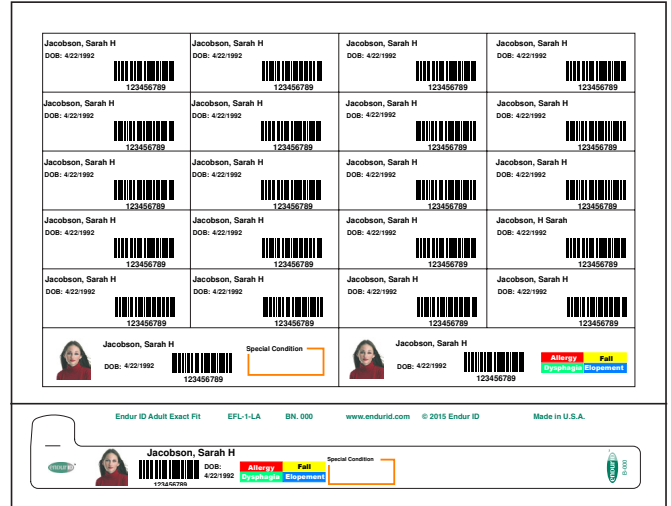 Jacobson, Sarah H Jacobson, Sarah H Jacobson, Sarah H Jacobson, Sarah H
DOB: 4/22/1992 DOB: 4/22/1992 DOB: 4/22/1992 DOB: 4/22/1992
123456789 123456789 123456789 123456789
Jacobson, Sarah H Jacobson, Sarah H Jacobson, Sarah H Jacobson, Sarah H
DOB: 4/22/1992 DOB: 4/22/1992 DOB: 4/22/1992 DOB: 4/22/1992
123456789 123456789 123456789 123456789
Jacobson, Sarah H Jacobson, Sarah H Jacobson, Sarah H Jacobson, Sarah H
DOB: 4/22/1992 DOB: 4/22/1992 DOB: 4/22/1992 DOB: 4/22/1992
123456789 123456789 123456789 123456789
Jacobson, Sarah H Jacobson, Sarah H Jacobson, Sarah H Jacobson, H Sarah
DOB: 4/22/1992 DOB: 4/22/1992 DOB: 4/22/1992 DOB: 4/22/1992
123456789 123456789 123456789 123456789
Jacobson, Sarah H Jacobson, Sarah H Jacobson, Sarah H Jacobson, Sarah H
DOB: 4/22/1992 DOB: 4/22/1992 DOB: 4/22/1992 DOB: 4/22/1992
123456789 123456789 123456789 123456789
Jacobson, Sarah H
DOB: 4/22/1992
123456789
Special Condition
Jacobson, Sarah H
DOB: 4/22/1992
123456789
Allergy Fall
Dysphagia Elopement
Endur ID Adult Exact Fit EFL-1-LA BN. 000 www.endurid.com © 2015 Endur ID Made in U.S.A.
endurID
Jacobson, Sarah H
DOB:
4/22/1992
123456789
Allergy Fall
Dysphagia Elopement
Special Condition
endurID
B-000